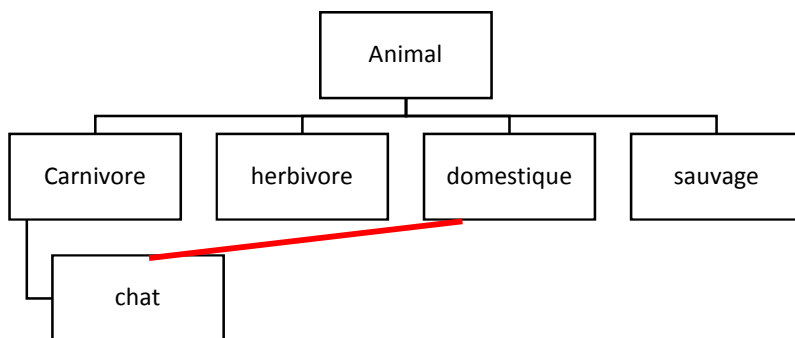 Animal
Carnivore
herbivore
domestique
sauvage
chat